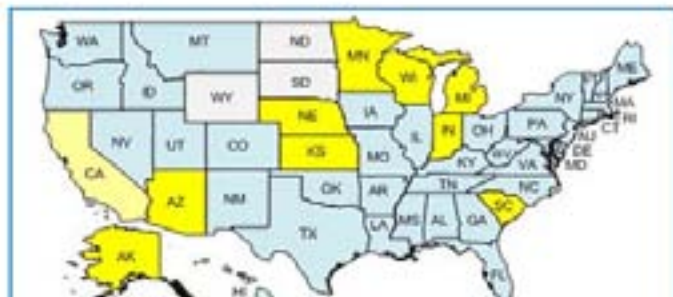 WA MT ND MN ME
OR ID SD WI MI NY
WY MA
NE IA PA RI
NV UT CO IL IN OH NJ CT
CA KS MO KY WV VA DE
MD
AZ NM OK AR TN NC
MS AL GA SC
TX LA
AK FL
HI